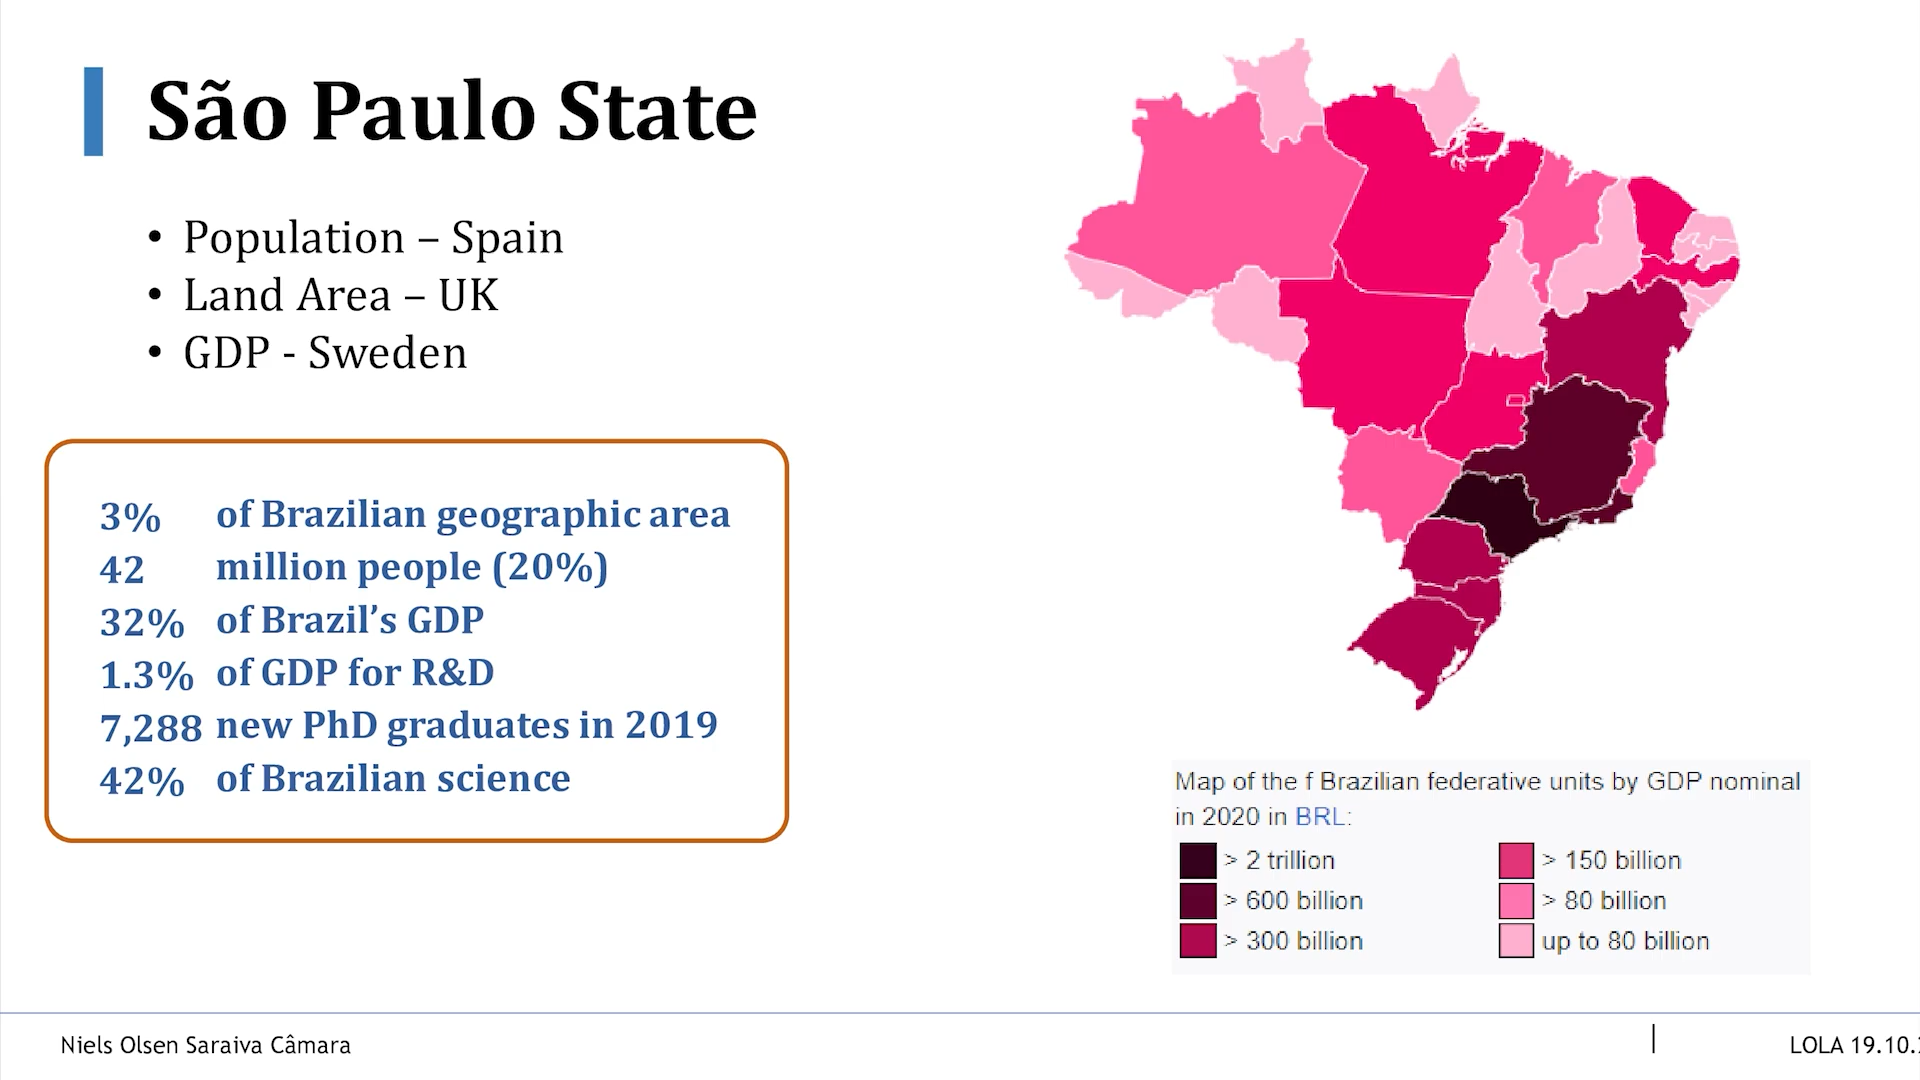 São Paulo State
• Population – Spain
• Land Area – UK
• GDP - Sweden
3% of Brazilian geographic area
42 million people (20%)
32% of Brazil’s GDP
1.3% of GDP for R&D
7,288 new PhD graduates in 2019
42% of Brazilian science
Map of the f Brazilian federative units by GDP nominal
in 2020 in BRL:
> 2 trillion
> 600 billion
> 300 billion
> 150 billion
> 80 billion
up to 80 billion
Niels Olsen Saraiva Câmara
LOLA 19.10.